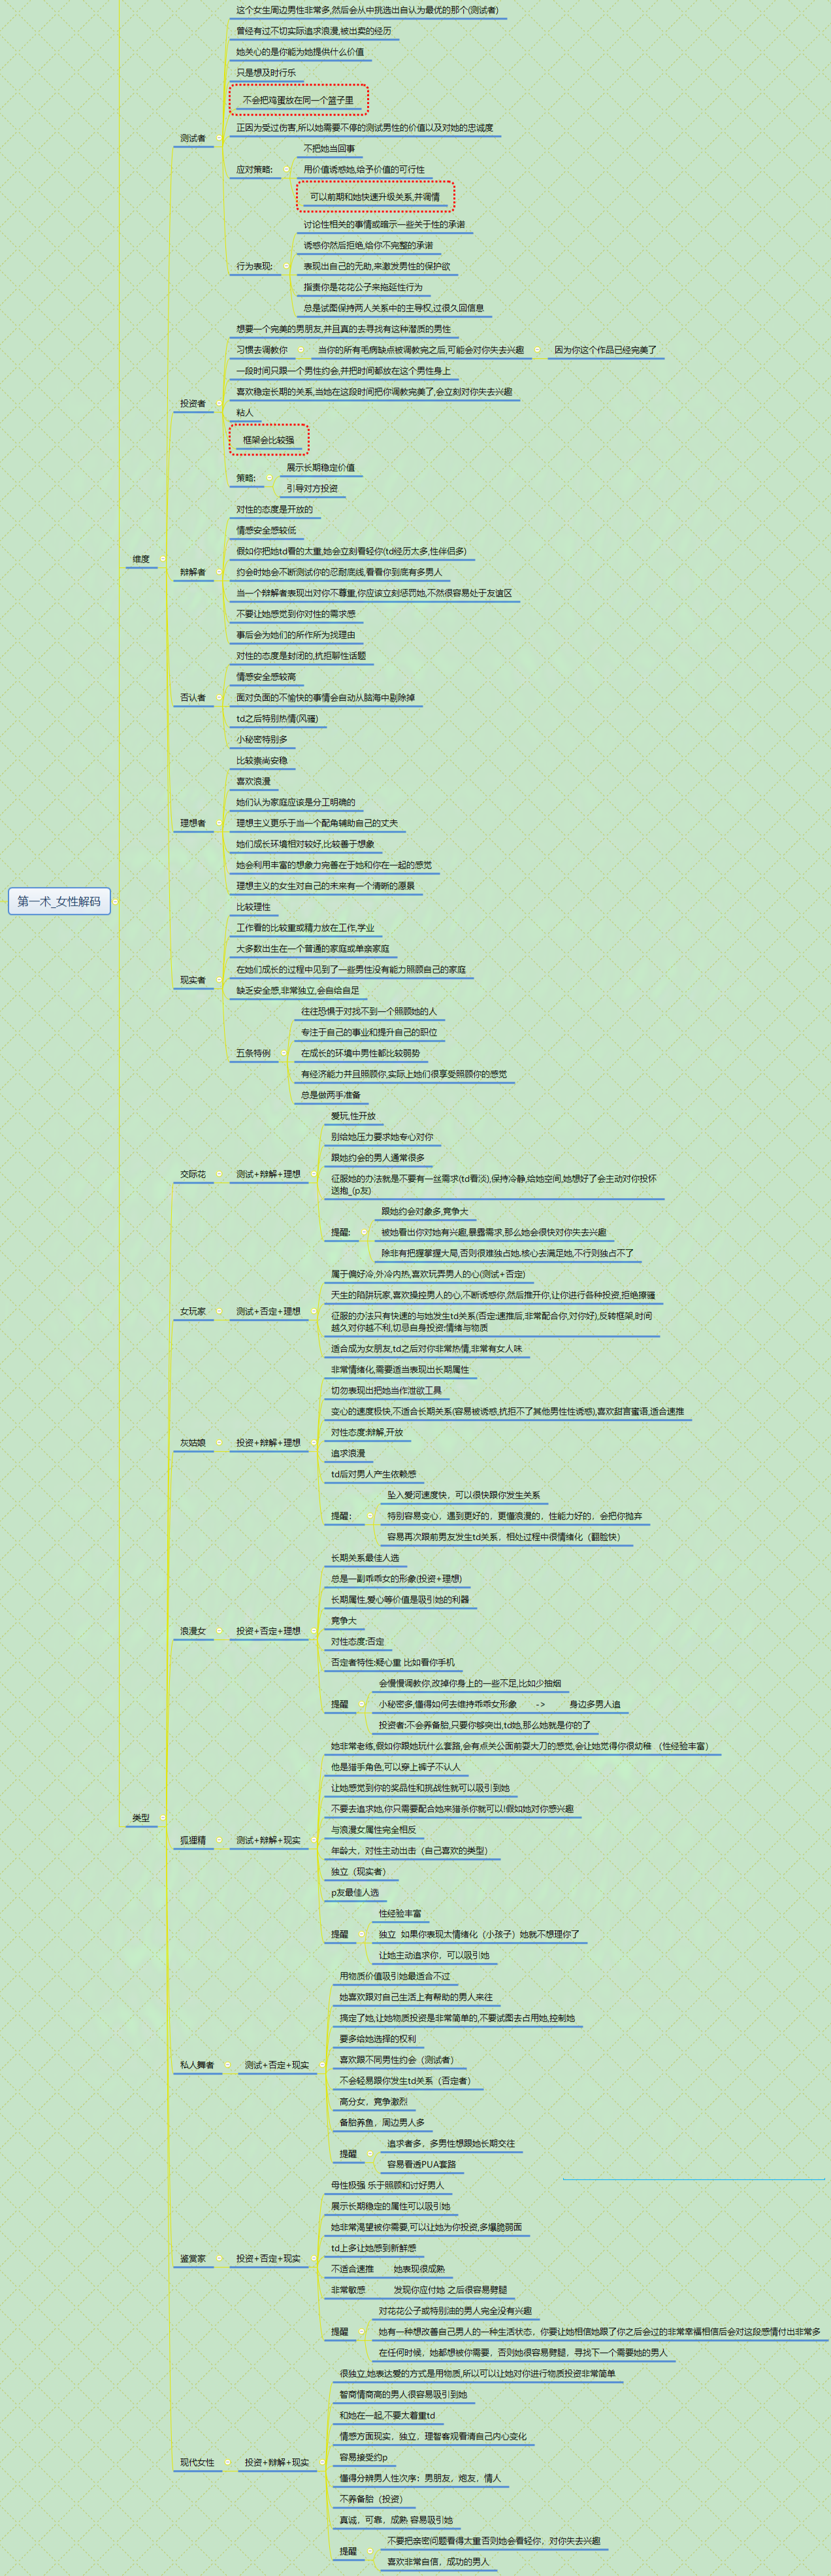 第一术_女性解码
维度
测试者
这个女生周边男性非常多,然后会从中挑选出自认为最优的那个(测试者)
曾经有过不切实际追求浪漫,被出卖的经历
她关心的是你能为她提供什么价值
只是想及时行乐
不会把鸡蛋放在同一个篮子里
正因为受过伤害,所以她需要不停的测试男性的价值以及对她的忠诚度
应对策略:
不把她当回事
用价值诱惑她,给予价值的可行性
可以前期和她快速升级关系,并调情
行为表现:
讨论性相关的事情或暗示一些关于性的承诺
诱惑你然后拒绝,给你不完整的承诺
表现出自己的无助,来激发男性的保护欲
指责你是花花公子来拖延性行为
总是试图保持两人关系中的主导权,过很久回信息
投资者
想要一个完美的男朋友,并且真的去寻找有这种潜质的男性
习惯去调教你
当你的所有毛病缺点被调教完之后,可能会对你失去兴趣
因为你这个作品已经完美了
一段时间只跟一个男性约会,并把时间都放在这个男性身上
喜欢稳定长期的关系,当她在这段时间把你调教完美了,会立刻对你失去兴趣
粘人
框架会比较强
策略:
展示长期稳定价值
引导对方投资
辩解者
对性的态度是开放的
情感安全感较低
假如你把她td看的太重,她会立刻看轻你(td经历太多,性伴侣多)
约会时她会不断测试你的忍耐底线,看看你到底有多男人
当一个辩解者表现出对你不尊重,你应该立刻惩罚她,不然很容易处于友谊区
不要让她感觉到你对性的需求感
事后会为她们的所作所为找理由
否认者
对性的态度是封闭的,抗拒聊性话题
情感安全感较高
面对负面的不愉快的事情会自动从脑海中剔除掉
td之后特别热情(风骚)
小秘密特别多
理想者
比较崇尚安稳
喜欢浪漫
她们认为家庭应该是分工明确的
理想主义更乐于当一个配角辅助自己的丈夫
她们成长环境相对较好,比较善于想象
她会利用丰富的想象力完善在于她和你在一起的感觉
理想主义的女生对自己的未来有一个清晰的愿景
现实者
比较理性
工作看的比较重或精力放在工作,学业
大多数出生在一个普通的家庭或单亲家庭
在她们成长的过程中见到了一些男性没有能力照顾自己的家庭
缺乏安全感,非常独立,会自给自足
五条特例
往往恐惧于对找不到一个照顾她的人
专注于自己的事业和提升自己的职位
在成长的环境中男性都比较弱势
有经济能力并且照顾你,实际上她们很享受照顾你的感觉
总是做两手准备
类型
交际花
测试+辩解+理想
爱玩,性开放
别给她压力要求她专心对你
跟她约会的男人通常很多
征服她的办法就是不要有一丝需求(td看淡),保持冷静,给她空间,她想好了会主动对你投怀
送抱_(p友)
提醒:
跟她约会对象多,竞争大
被她看出你对她有兴趣,暴露需求,那么她会很快对你失去兴趣
除非有把握掌握大局,否则很难独占她.核心去满足她,不行则独占不了
女玩家
测试+否定+理想
属于偏好冷,外冷内热,喜欢玩弄男人的心(测试+否定)
天生的陷阱玩家,喜欢操控男人的心,不断诱惑你,然后推开你,让你进行各种投资,拒绝撩骚
征服的办法只有快速的与她发生td关系(否定:速推后,非常配合你,对你好),反转框架,时间
越久对你越不利,切忌自身投资:情绪与物质
适合成为女朋友,td之后对你非常热情,非常有女人味
灰姑娘
投资+辩解+理想
非常情绪化,需要适当表现出长期属性
切勿表现出把她当作泄欲工具
变心的速度极快,不适合长期关系(容易被诱惑,抗拒不了其他男性性诱惑),喜欢甜言蜜语,适合速推
对性态度:辩解,开放
追求浪漫
td后对男人产生依赖感
提醒：
坠入爱河速度快，可以很快跟你发生关系
特别容易变心，遇到更好的，更懂浪漫的，性能力好的，会把你抛弃
容易再次跟前男友发生td关系，相处过程中很情绪化（翻脸快）
浪漫女
投资+否定+理想
长期关系最佳人选
总是一副乖乖女的形象(投资+理想)
长期属性,爱心等价值是吸引她的利器
竞争大
对性态度:否定
否定者特性:疑心重 比如看你手机
提醒
会慢慢调教你,改掉你身上的一些不足,比如少抽烟
小秘密多,懂得如何去维持乖乖女形象 -> 身边多男人追
投资者:不会养备胎,只要你够突出,td她,那么她就是你的了
狐狸精
测试+辩解+现实
她非常老练,假如你跟她玩什么套路,会有点关公面前耍大刀的感觉,会让她觉得你很幼稚 （性经验丰富）
他是猎手角色,可以穿上裤子不认人
让她感觉到你的奖品性和挑战性就可以吸引到她
不要去追求她,你只需要配合她来猎杀你就可以!假如她对你感兴趣
与浪漫女属性完全相反
年龄大，对性主动出击（自己喜欢的类型）
独立（现实者）
p友最佳人选
提醒
性经验丰富
独立 如果你表现太情绪化（小孩子）她就不想理你了
让她主动追求你，可以吸引她
私人舞者
测试+否定+现实
用物质价值吸引她最适合不过
她喜欢跟对自己生活上有帮助的男人来往
搞定了她,让她物质投资是非常简单的,不要试图去占用她,控制她
要多给她选择的权利
喜欢跟不同男性约会（测试者）
不会轻易跟你发生td关系（否定者）
高分女，竞争激烈
备胎养鱼，周边男人多
提醒
追求者多，多男性想跟她长期交往
容易看透PUA套路
鉴赏家
投资+否定+现实
母性极强 乐于照顾和讨好男人
展示长期稳定的属性可以吸引她
她非常渴望被你需要,可以让她为你投资,多爆脆弱面
td上多让她感到新鲜感
不适合速推 她表现很成熟
非常敏感 发现你应付她 之后很容易劈腿
提醒
对花花公子或特别油的男人完全没有兴趣
她有一种想改善自己男人的一种生活状态，你要让她相信她跟了你之后会过的非常幸福相信后会对这段感情付出非常多
在任何时候，她都想被你需要，否则她很容易劈腿，寻找下一个需要她的男人
现代女性
投资+辩解+现实
很独立,她表达爱的方式是用物质,所以可以让她对你进行物质投资非常简单
智商情商高的男人很容易吸引到她
和她在一起,不要太着重td
情感方面现实，独立，理智客观看清自己内心变化
容易接受约p
懂得分辨男人性次序：男朋友，炮友，情人
不养备胎（投资）
真诚，可靠，成熟 容易吸引她
提醒
不要把亲密问题看得太重否则她会看轻你，对你失去兴趣
喜欢非常自信，成功的男人